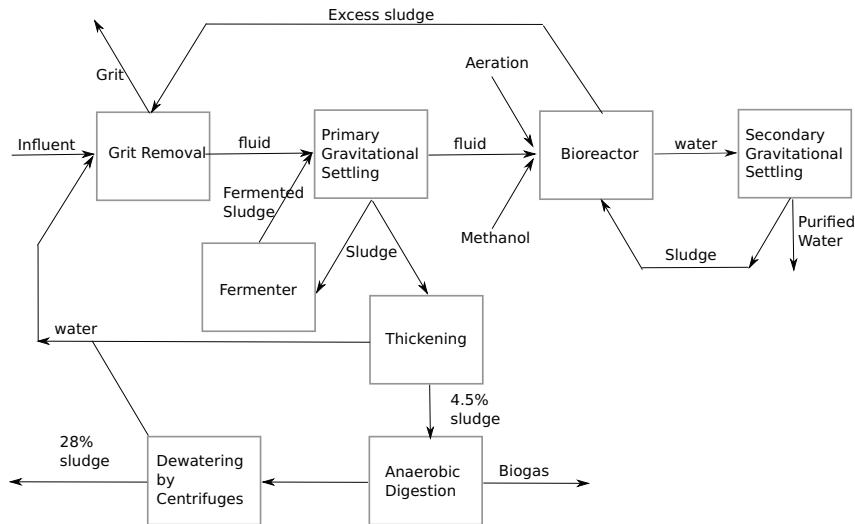 Excess sludge
Grit
Aeration
Influent
Grit Removal
fluid
Primary
Gravitational
Settling
fluid
Bioreactor
water
Secondary
Gravitational
Settling
Fermented
Sludge
Methanol
Purified
Water
Sludge
Sludge
Fermenter
water
Thickening
4.5%
sludge
28%
sludge
Dewatering
by
Centrifuges
Anaerobic
Digestion
Biogas